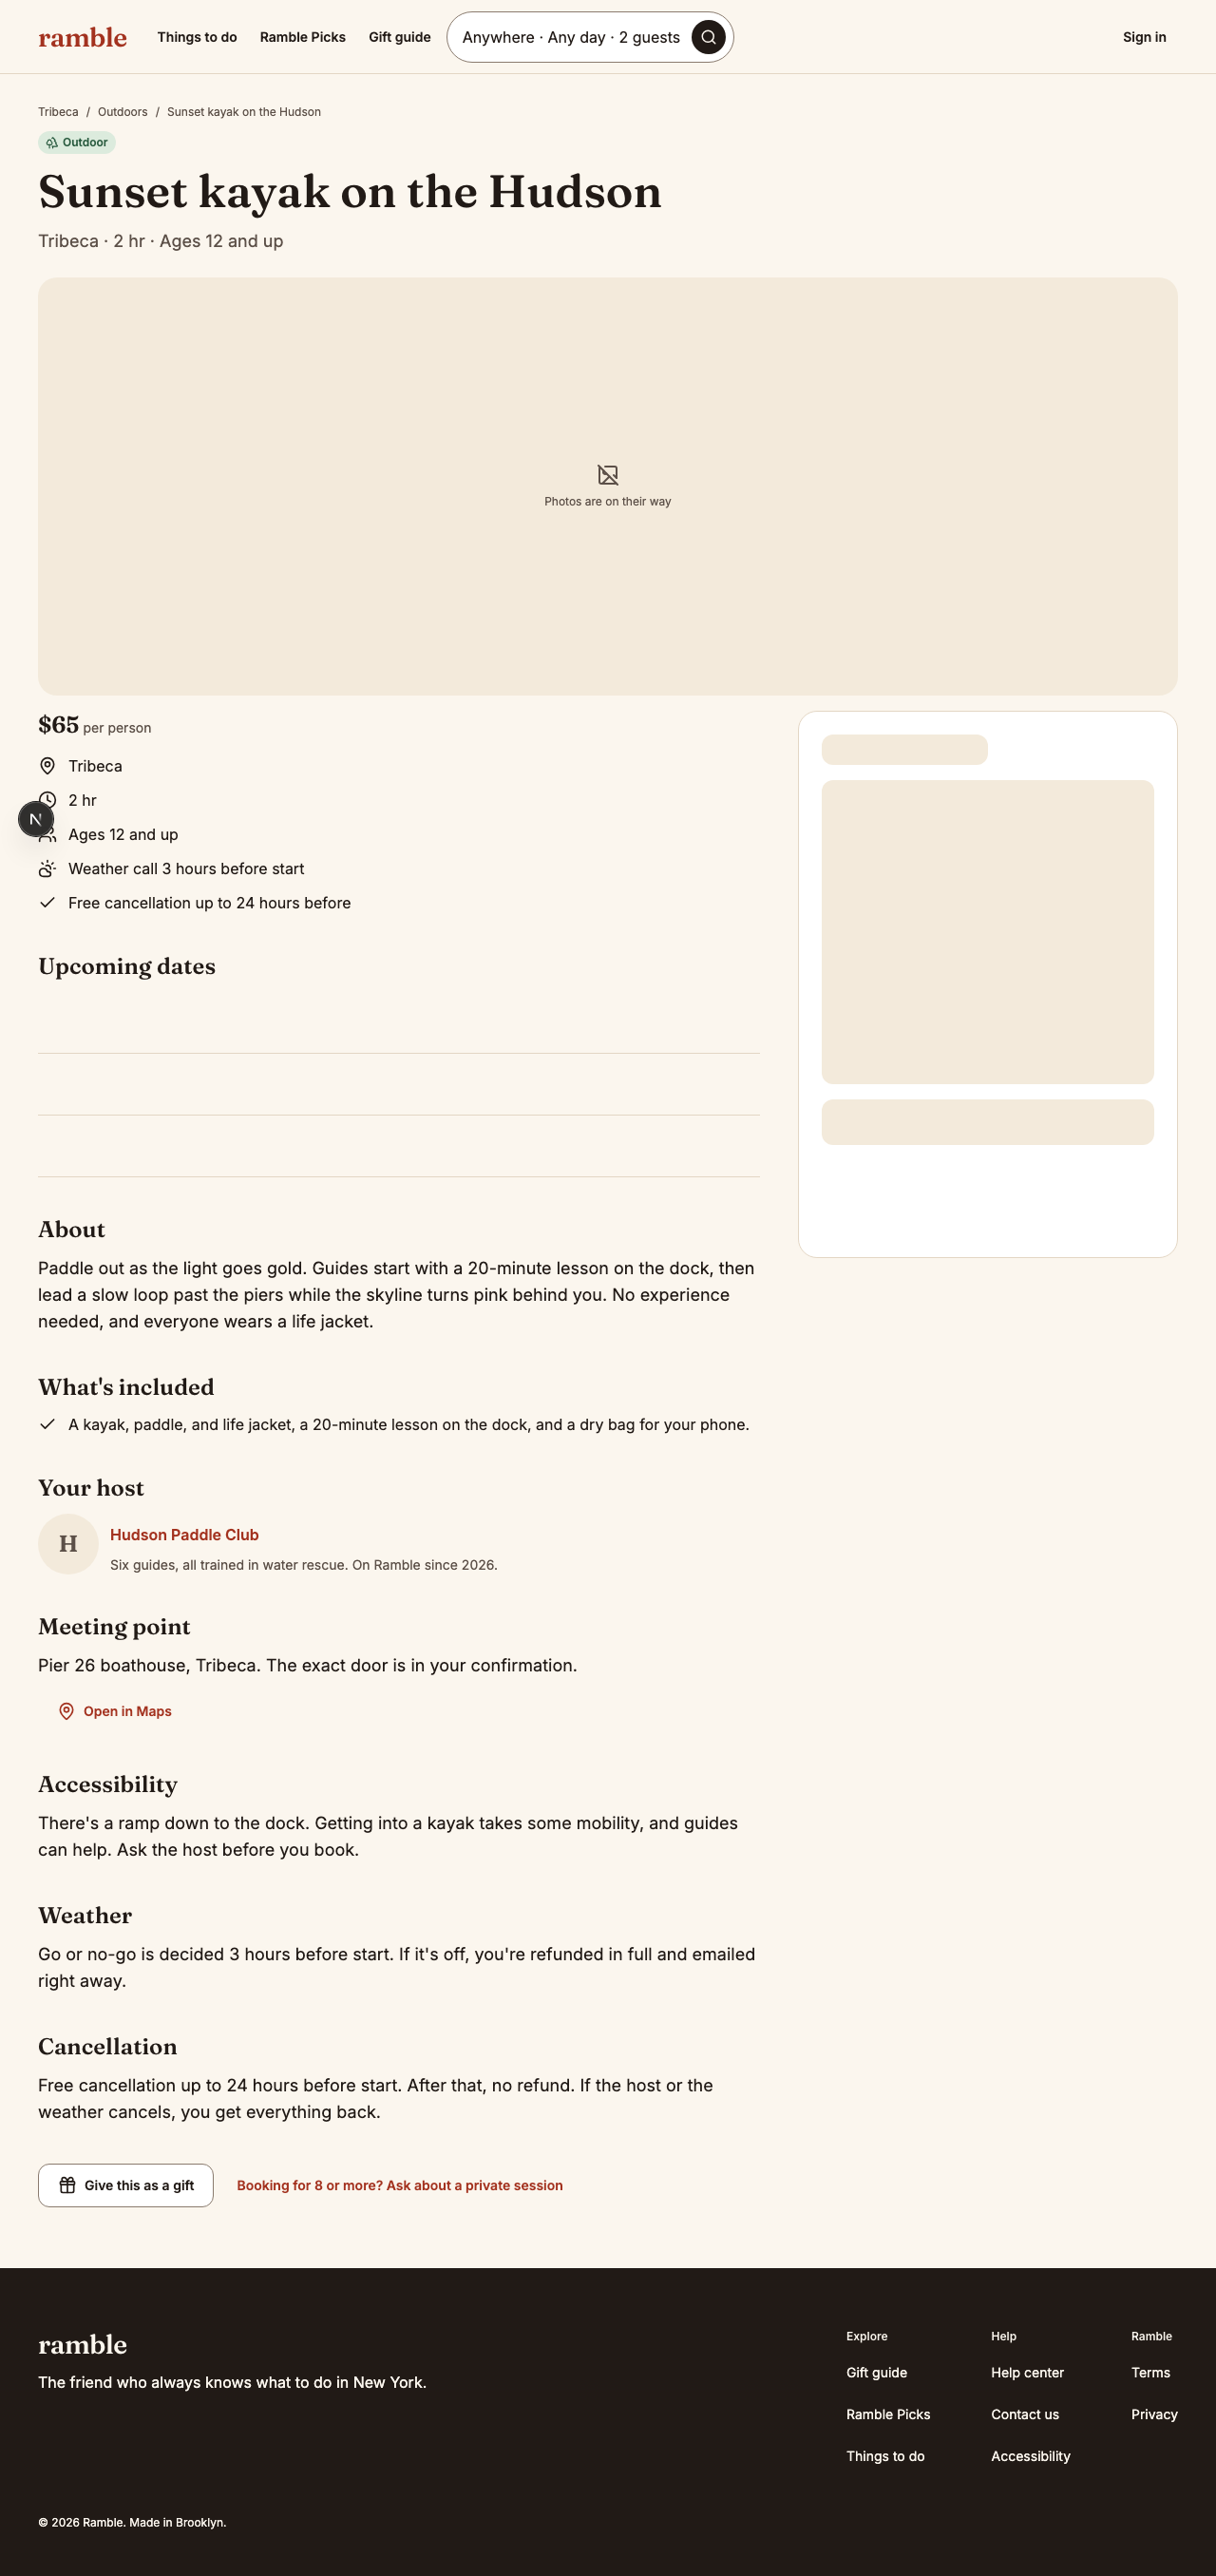 ramble
Things to do
Ramble Picks
Gift guide
Anywhere · Any day · 2 guests
Sign in
Tribeca / Outdoors / Sunset kayak on the Hudson
Outdoor
Sunset kayak on the Hudson
Tribeca · 2 hr · Ages 12 and up
Photos are on their way
$65 per person
Tribeca
2 hr
N
Ages 12 and up
Weather call 3 hours before start
Free cancellation up to 24 hours before
Upcoming dates
About
Paddle out as the light goes gold. Guides start with a 20-minute lesson on the dock, then
lead a slow loop past the piers while the skyline turns pink behind you. No experience
needed, and everyone wears a life jacket.
What's included
A kayak, paddle, and life jacket, a 20-minute lesson on the dock, and a dry bag for your phone.
Your host
H
Hudson Paddle Club
Six guides, all trained in water rescue. On Ramble since 2026.
Meeting point
Pier 26 boathouse, Tribeca. The exact door is in your confirmation.
Open in Maps
Accessibility
There's a ramp down to the dock. Getting into a kayak takes some mobility, and guides
can help. Ask the host before you book.
Weather
Go or no-go is decided 3 hours before start. If it's off, you're refunded in full and emailed
right away.
Cancellation
Free cancellation up to 24 hours before start. After that, no refund. If the host or the
weather cancels, you get everything back.
Give this as a gift
Booking for 8 or more? Ask about a private session
ramble
The friend who always knows what to do in New York.
Explore
Gift guide
Ramble Picks
Things to do
Help
Help center
Contact us
Accessibility
Ramble
Terms
Privacy
© 2026 Ramble. Made in Brooklyn.